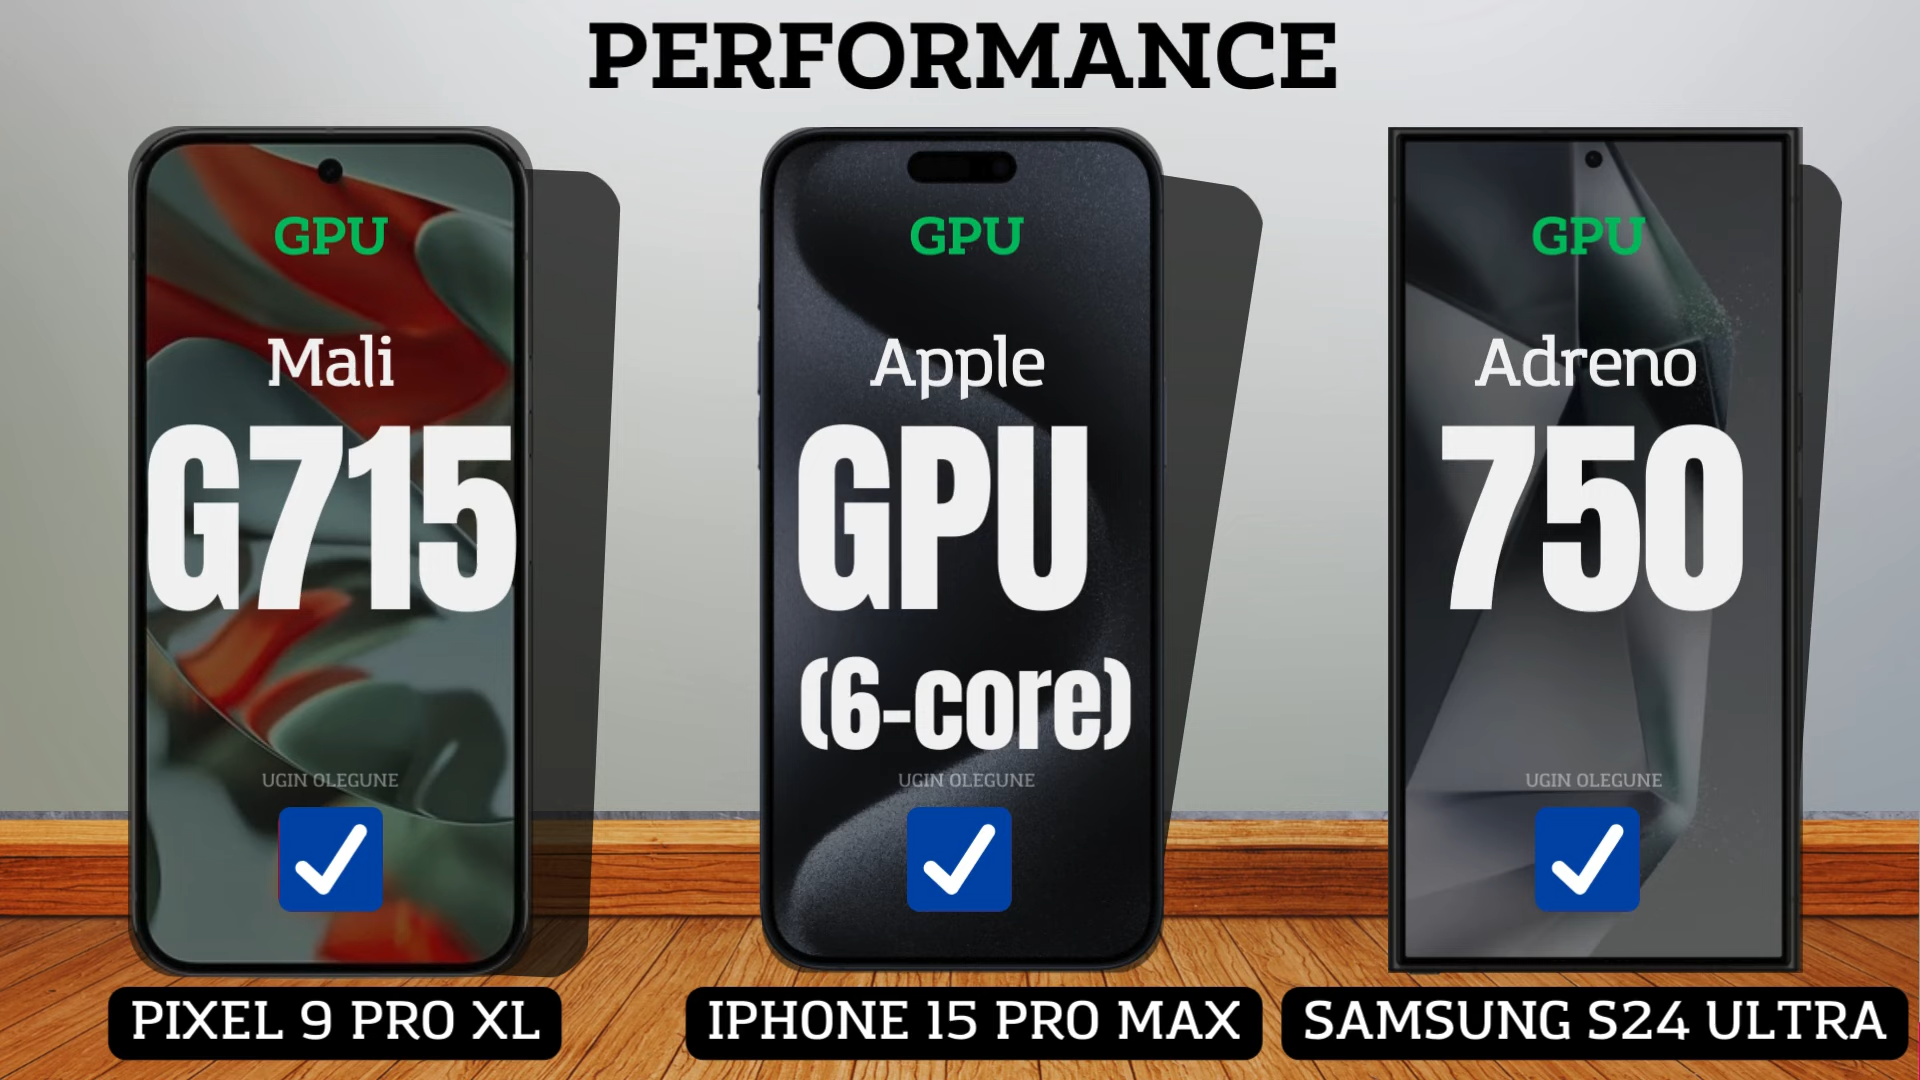 PERFORMANCE
GPU
Mali
G715
UGIN OLEGUNE
PIXEL 9 PRO XL
GPU
Apple
GPU
(6-core)
UGIN OLEGUNE
IPHONE 15 PRO MAX
GPU
Adreno
750
UGIN OLEGUNE
SAMSUNG S24 ULTRA